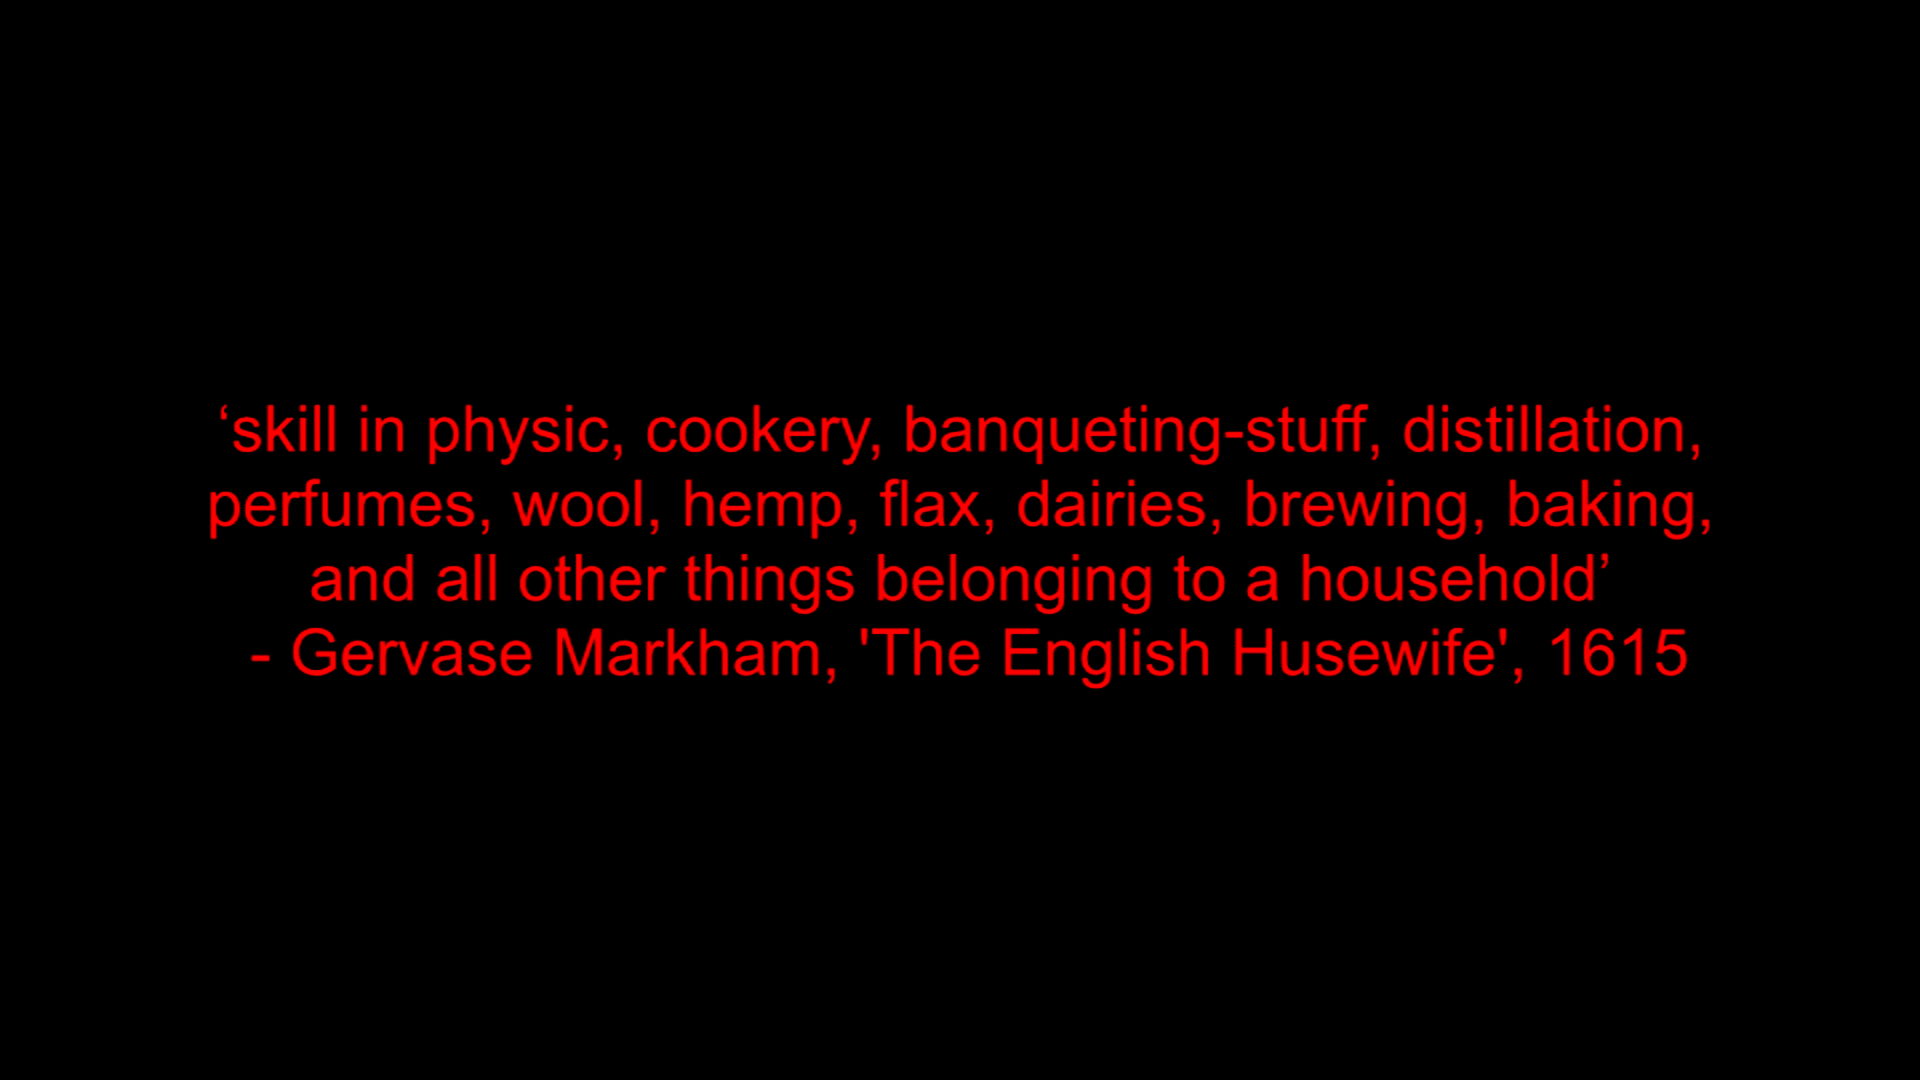 ‘skill in physic, cookery, banqueting-stuff, distillation,
perfumes, wool, hemp, flax, dairies, brewing, baking,
and all other things belonging to a household’
- Gervase Markham, 'The English Husewife', 1615